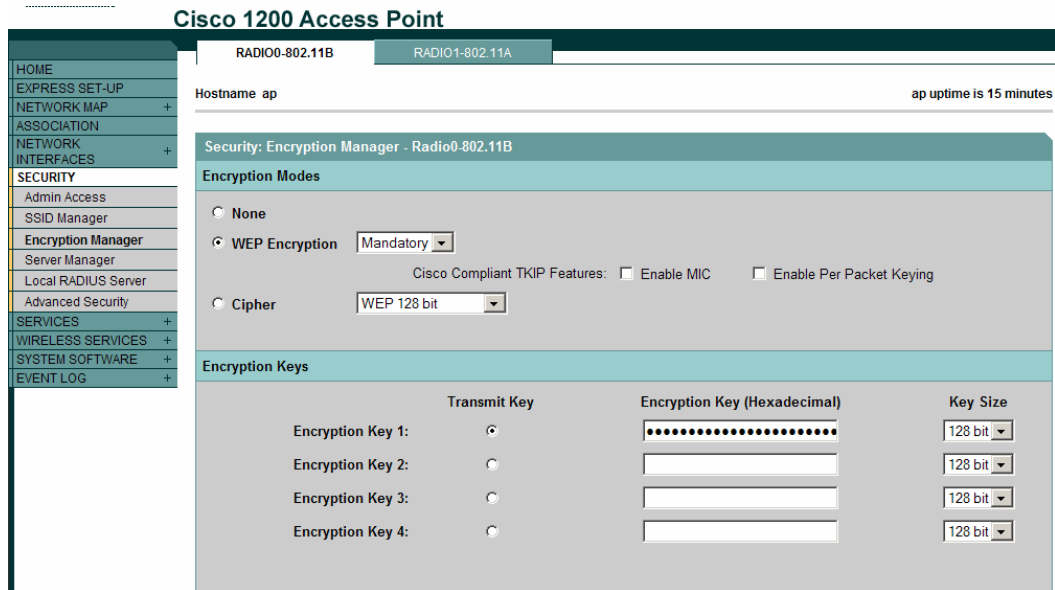 Cisco 1200 Access Point
RADIO0-802.11B RADIO1-802.11A
HOME
EXPRESS SET-UP
NETWORK MAP +
ASSOCIATION
NETWORK
INTERFACES +
SECURITY
Admin Access
SSID Manager
Encryption Manager
Server Manager
Local RADIUS Server
Advanced Security
SERVICES +
WIRELESS SERVICES +
SYSTEM SOFTWARE +
EVENT LOG +
Hostname ap ap uptime is 15 minutes
Security: Encryption Manager - Radio0-802.11B
Encryption Modes
None
WEP Encryption Mandatory
Cisco Compliant TKIP Features: Enable MIC Enable Per Packet Keying
Cipher WEP 128 bit
Encryption Keys
Transmit Key Encryption Key (Hexadecimal) Key Size
Encryption Key 1: ●●●●●●●●●●●●●●●●●●●●●●● 128 bit
Encryption Key 2: 128 bit
Encryption Key 3: 128 bit
Encryption Key 4: 128 bit